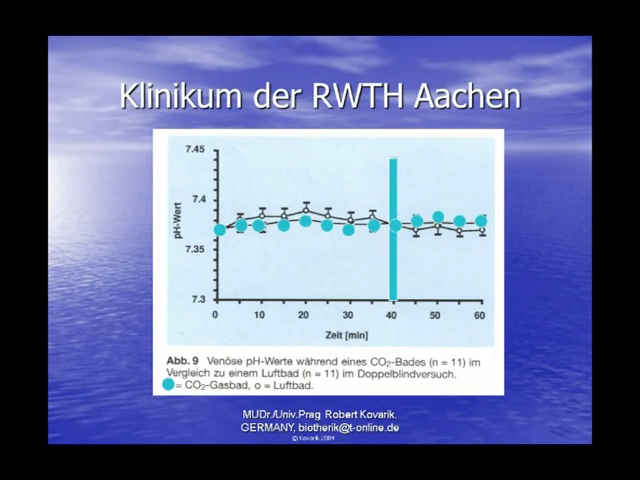 Klinikum der RWTH Aachen
7.45
7.4
7.35
7.3
pH-Wert
0 10 20 30 40 50 60
Zeit [min]
Abb. 9 Venöse pH-Werte während eines CO₂-Bades (n = 11) im
Vergleich zu einem Luftbad (n = 11) im Doppelblindversuch.
= CO₂-Gasbad, o = Luftbad.
MUDr./Univ.Prag Robert Kovarik.
GERMANY, biotherik@t-online.de
© Kovarik 2004